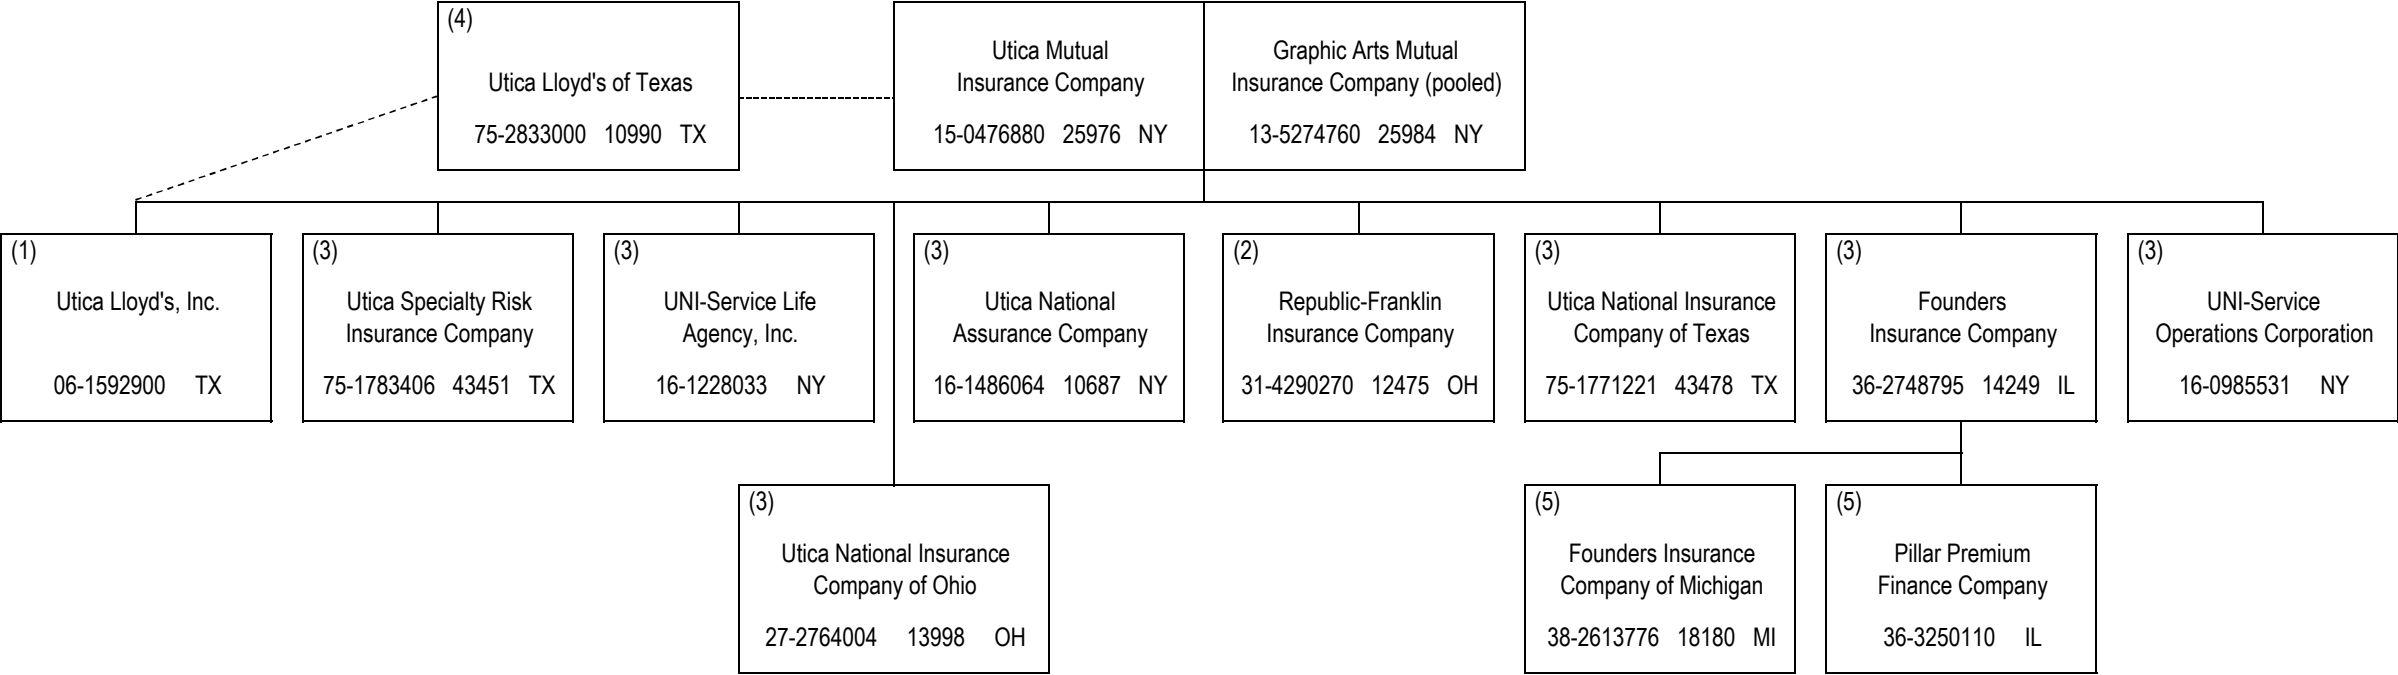 (4)
Utica Lloyd's of Texas
75-2833000 10990 TX
Utica Mutual
Insurance Company
15-0476880 25976 NY
Graphic Arts Mutual
Insurance Company (pooled)
13-5274760 25984 NY
(1)
Utica Lloyd's, Inc.
06-1592900 TX
(3)
Utica Specialty Risk
Insurance Company
75-1783406 43451 TX
(3)
UNI-Service Life
Agency, Inc.
16-1228033 NY
(3)
Utica National
Assurance Company
16-1486064 10687 NY
(2)
Republic-Franklin
Insurance Company
31-4290270 12475 OH
(3)
Utica National Insurance
Company of Texas
75-1771221 43478 TX
(3)
Founders
Insurance Company
36-2748795 14249 IL
(3)
UNI-Service
Operations Corporation
16-0985531 NY
(3)
Utica National Insurance
Company of Ohio
27-2764004 13998 OH
(5)
Founders Insurance
Company of Michigan
38-2613776 18180 MI
(5)
Pillar Premium
Finance Company
36-3250110 IL